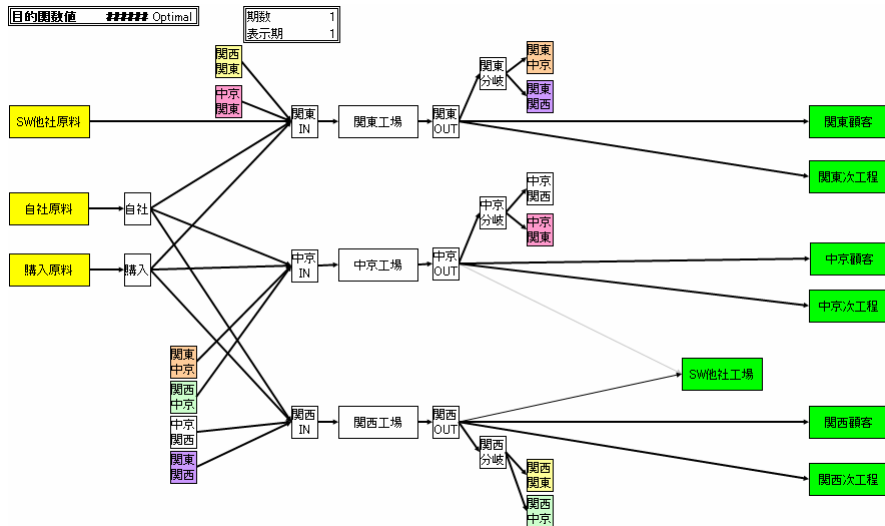 目的関数値 ###### Optimal
期数 1
表示期 1
関西
関東
中京
関東
SW他社原料
関東
IN
関東工場
関東
OUT
関東
分岐
関東
中京
関東
関西
関東顧客
関東次工程
自社原料
自社
購入原料
購入
中京
IN
中京工場
中京
OUT
中京
分岐
中京
関西
中京
関東
中京顧客
中京次工程
関東
中京
関西
中京
中京
関西
関東
関西
関西
IN
関西工場
関西
OUT
関西
分岐
関西
関東
関西
中京
SW他社工場
関西顧客
関西次工程